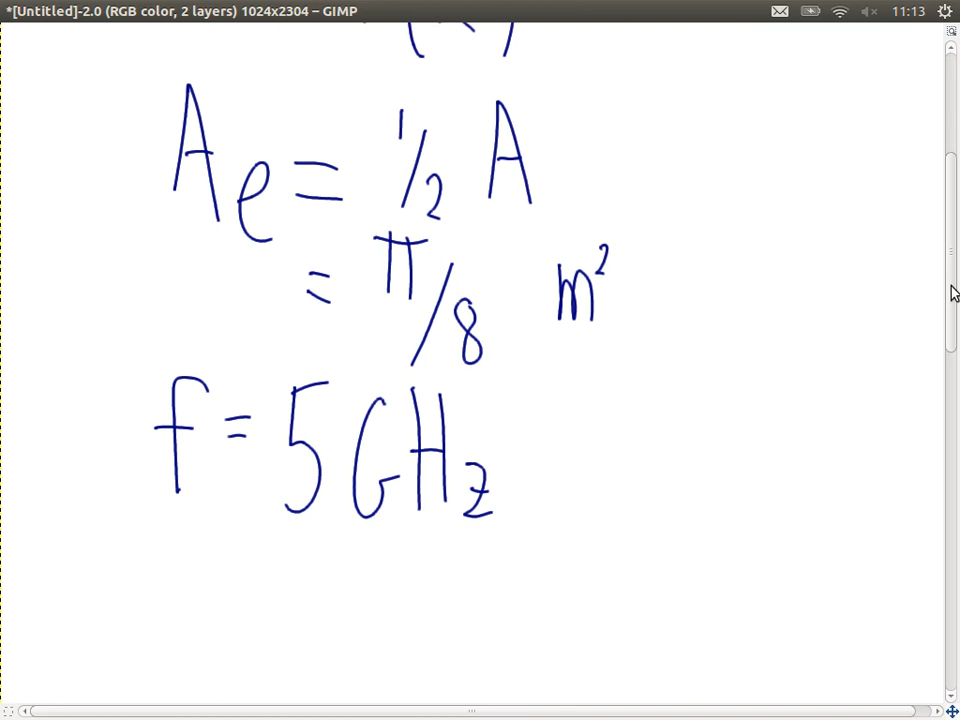 *[Untitled]-2.0 (RGB color, 2 layers) 1024x2304 – GIMP 11:13
Ae = 1/2 A
= π/8 m²
f = 5 GHz